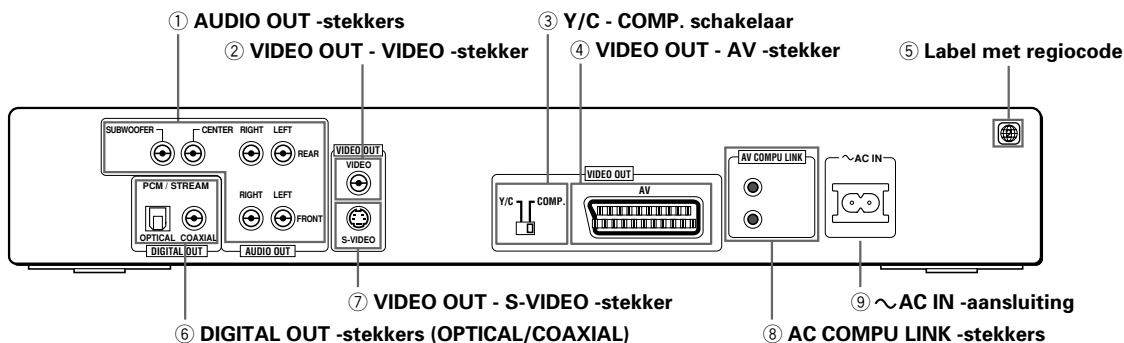 ① AUDIO OUT -stekkers
③ Y/C - COMP. schakelaar
② VIDEO OUT - VIDEO -stekker
④ VIDEO OUT - AV -stekker
⑤ Label met regiocode
SUBWOOFER CENTER RIGHT LEFT
REAR
VIDEO OUT
VIDEO
AV COMPU LINK
∼AC IN
VIDEO OUT
PCM / STREAM
RIGHT LEFT
Y/C COMP.
AV
FRONT
OPTICAL COAXIAL
S-VIDEO
DIGITAL OUT
AUDIO OUT
⑦ VIDEO OUT - S-VIDEO -stekker
⑨ ∼AC IN -aansluiting
⑥ DIGITAL OUT -stekkers (OPTICAL/COAXIAL)
⑧ AC COMPU LINK -stekkers